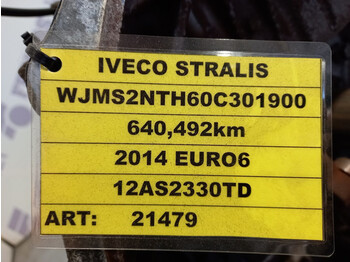 IVECO STRALIS
WJMS2NTH60C301900
640,492km
2014 EURO6
12AS2330TD
ART: 21479